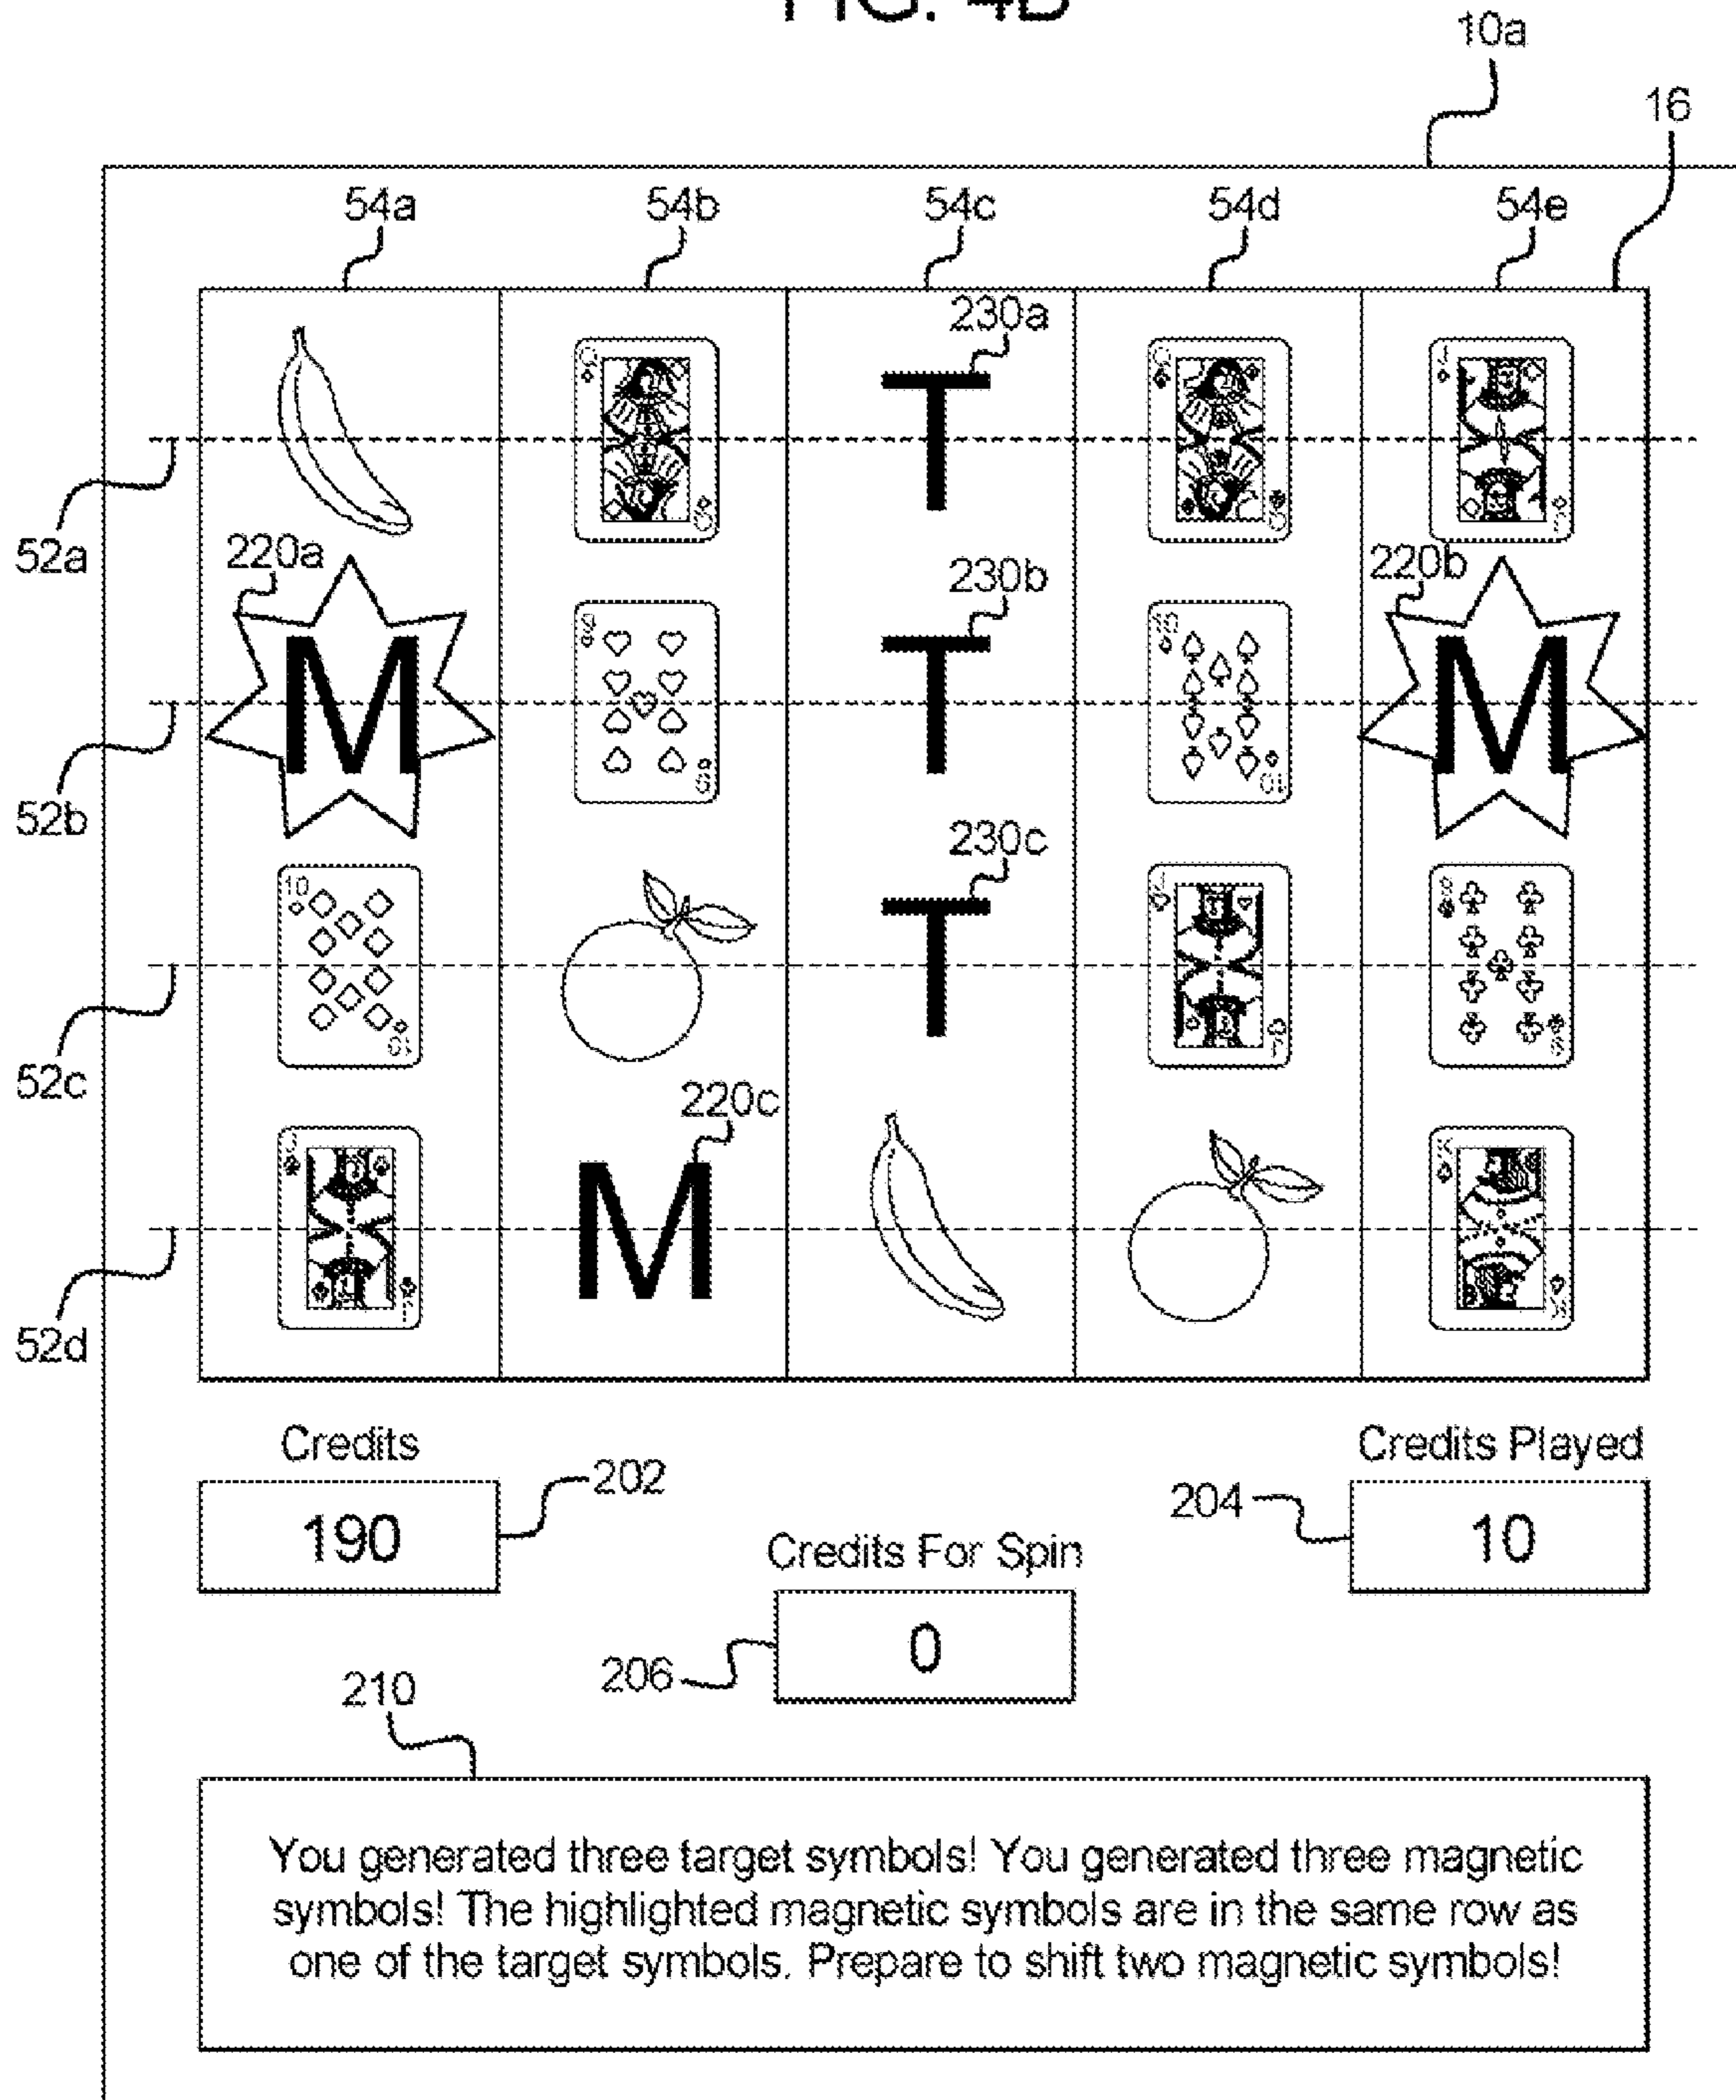 FIG. 4B
10a
16
54a 54b 54c 54d 54e
230a
T
52a
220a 230b 220b
M T M
52b
230c
10 T
10
52c
220c
M
52d
Credits Credits Played
190 202 204 10
Credits For Spin
206 0
210
You generated three target symbols! You generated three magnetic
symbols! The highlighted magnetic symbols are in the same row as
one of the target symbols. Prepare to shift two magnetic symbols!